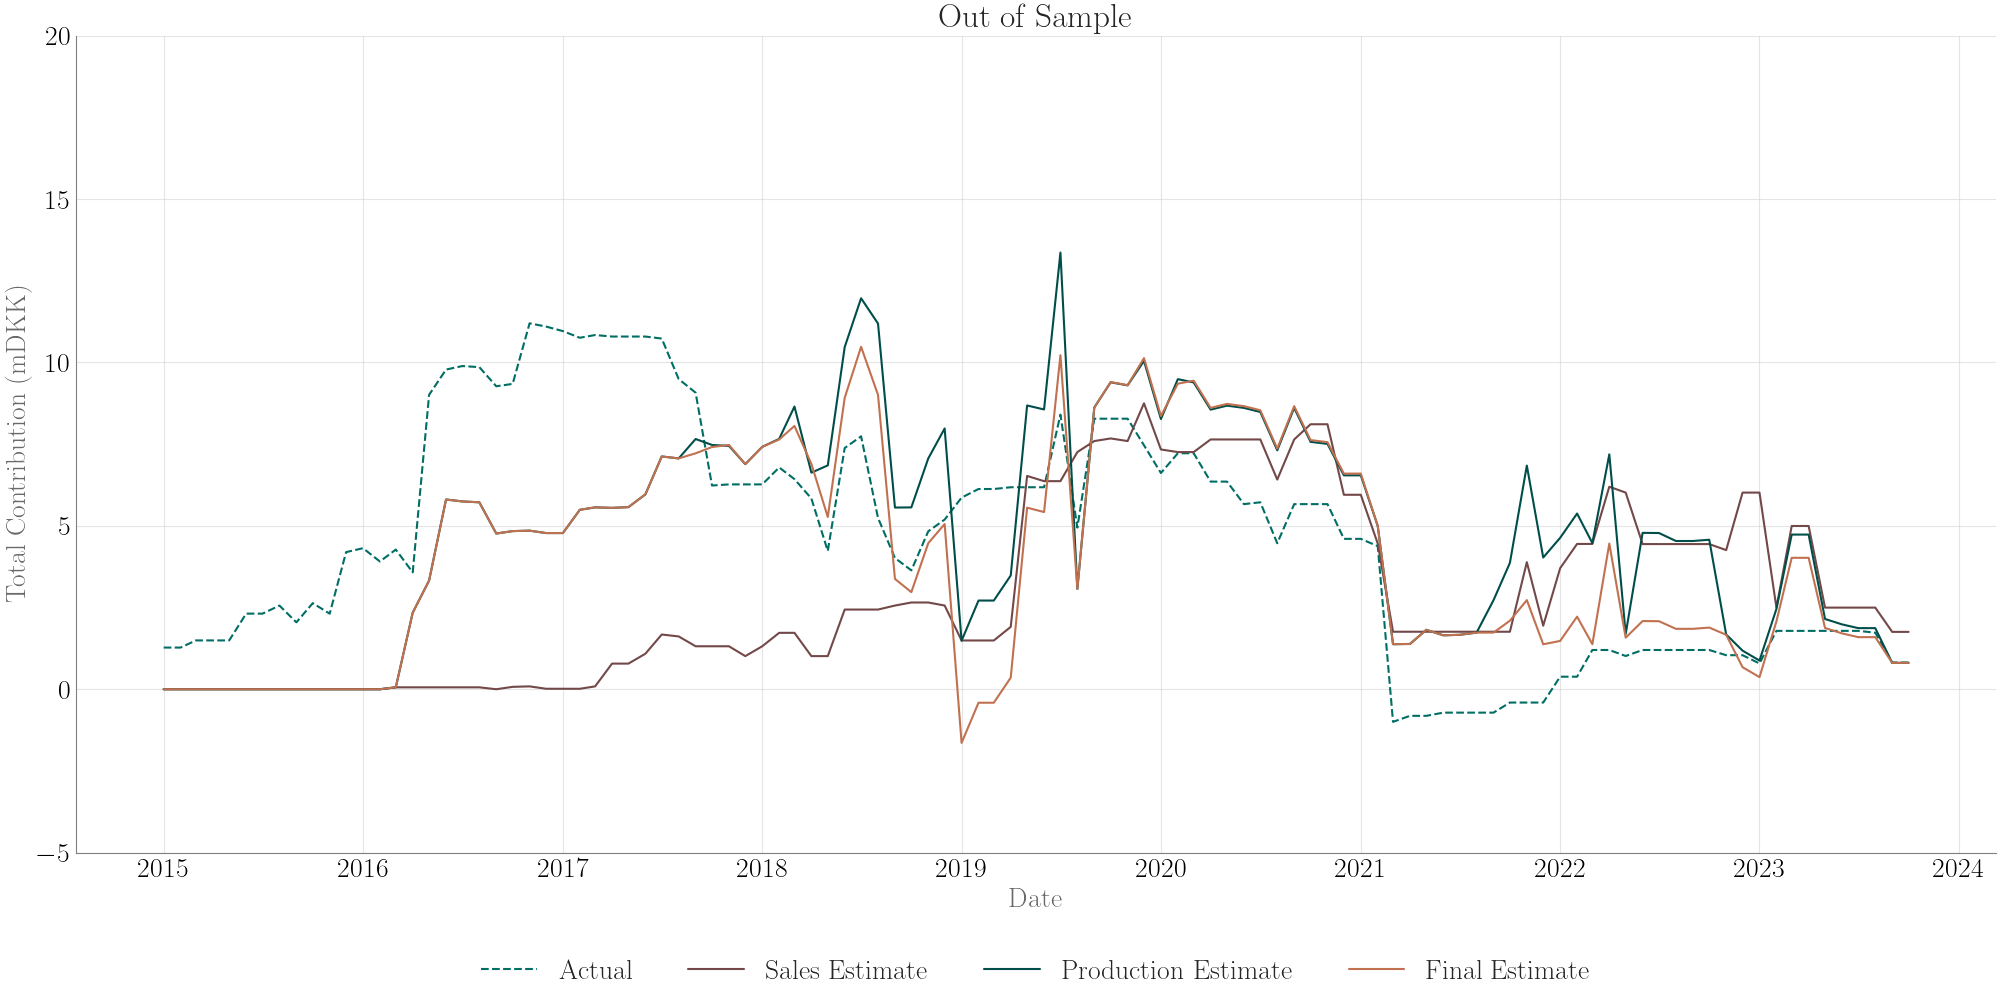 Out of Sample
Total Contribution (mDKK)
20
15
10
5
0
−5
2015 2016 2017 2018 2019 2020 2021 2022 2023 2024
Date
Actual Sales Estimate Production Estimate Final Estimate